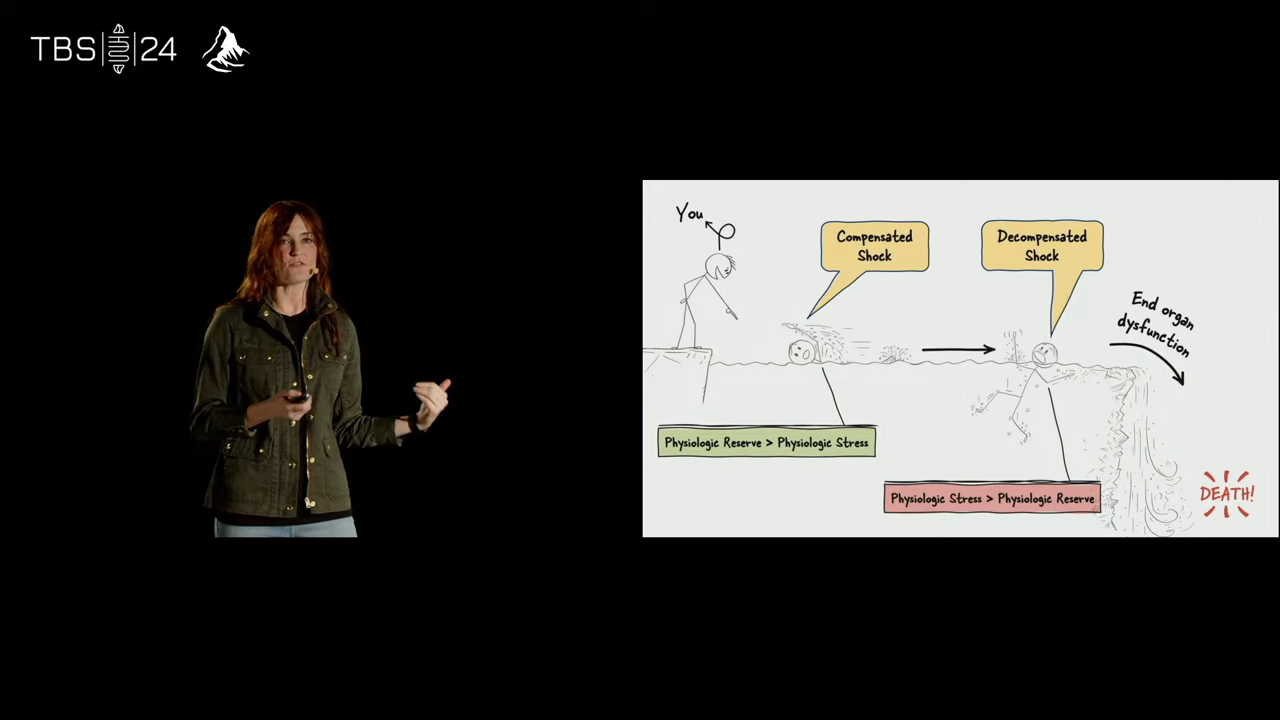 TBS 24
You
Compensated
Shock
Decompensated
Shock
End organ
dysfunction
Physiologic Reserve > Physiologic Stress
Physiologic Stress > Physiologic Reserve
DEATH!